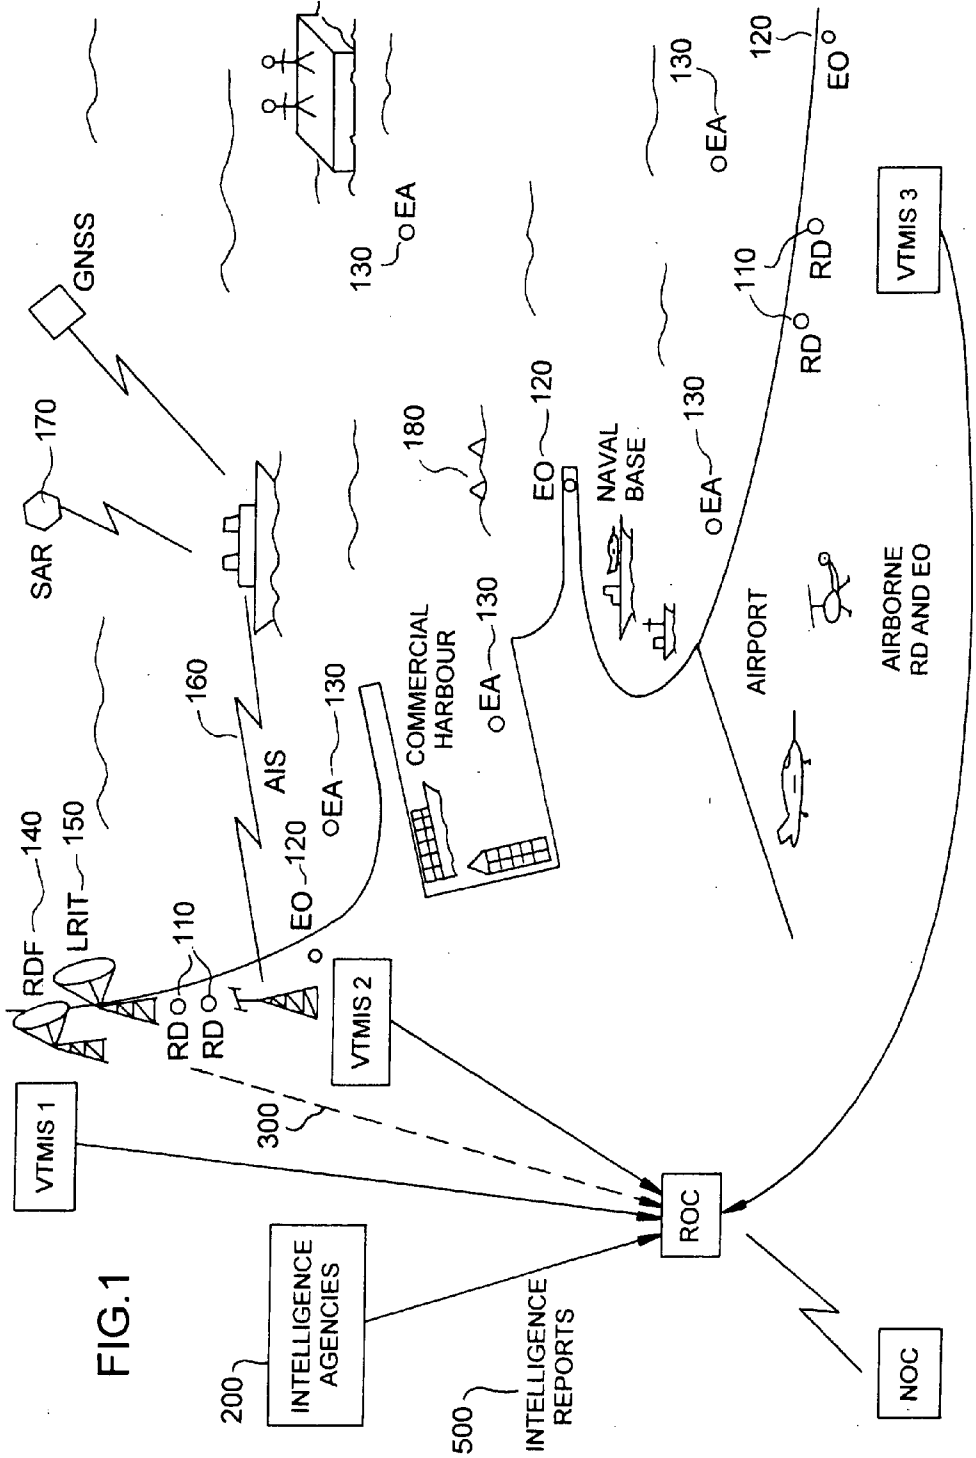 FIG.1
200
INTELLIGENCE
AGENCIES
500
INTELLIGENCE
REPORTS
VTMIS 1
300
VTMIS 2
ROC
NOC
RDF
140
LRIT
150
RD
RD
110
EO
120
EA
130
AIS
160
SAR
170
GNSS
COMMERCIAL
HARBOUR
EA
130
180
EO
120
NAVAL
BASE
EA
130
EA
130
AIRPORT
AIRBORNE
RD AND EO
EA
130
110
RD
RD
120
EO
VTMIS 3